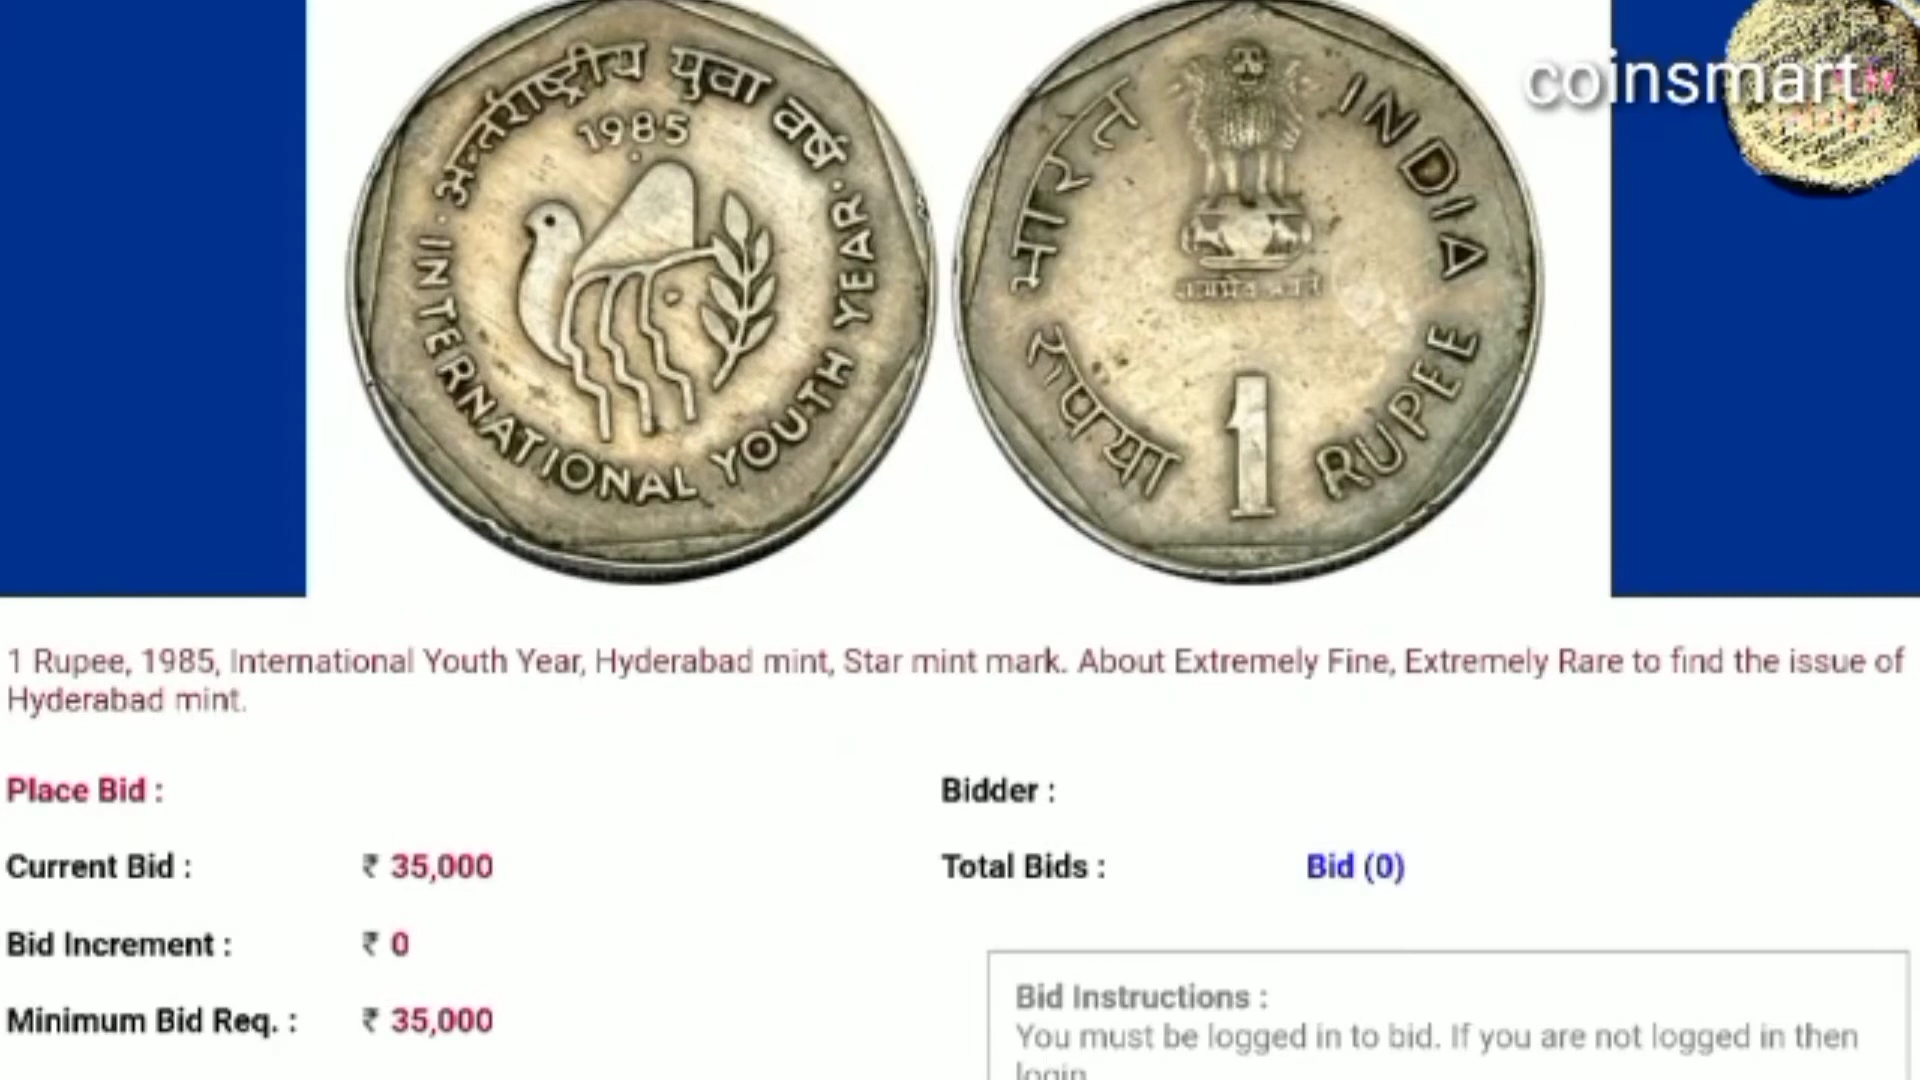 अन्तर्राष्ट्रीय युवा वर्ष
1985
INTERNATIONAL YOUTH YEAR
भारत
INDIA
रुपया
1
RUPEE
coinsmart
1 Rupee, 1985, International Youth Year, Hyderabad mint, Star mint mark. About Extremely Fine, Extremely Rare to find the issue of
Hyderabad mint.
Place Bid :
Bidder :
Current Bid :
₹ 35,000
Total Bids :
Bid (0)
Bid Increment :
₹ 0
Minimum Bid Req. :
₹ 35,000
Bid Instructions :
You must be logged in to bid. If you are not logged in then
login